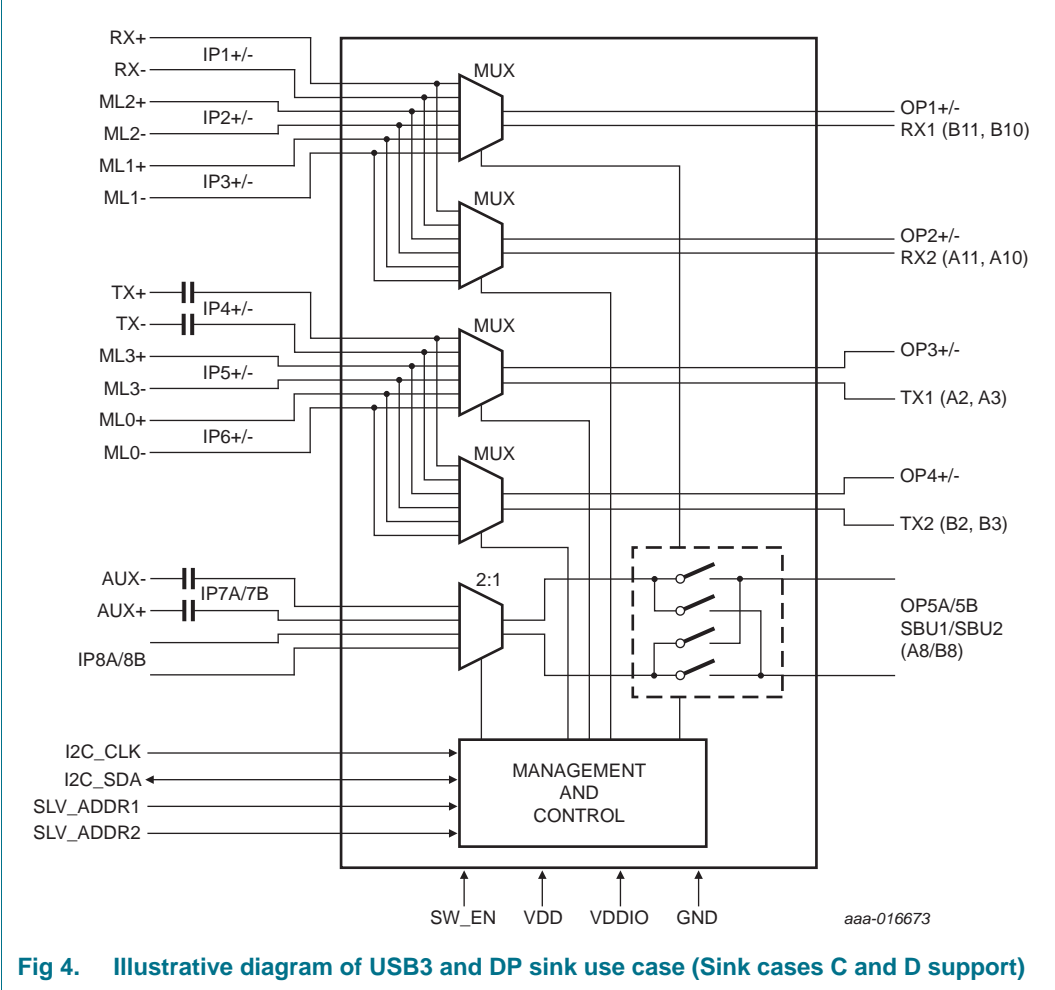 RX+
IP1+/-
RX-
ML2+
IP2+/-
ML2-
ML1+
IP3+/-
ML1-
MUX
OP1+/-
RX1 (B11, B10)
MUX
OP2+/-
RX2 (A11, A10)
TX+
IP4+/-
TX-
ML3+
IP5+/-
ML3-
ML0+
IP6+/-
ML0-
MUX
OP3+/-
TX1 (A2, A3)
MUX
OP4+/-
TX2 (B2, B3)
AUX-
IP7A/7B
AUX+
IP8A/8B
2:1
OP5A/5B
SBU1/SBU2
(A8/B8)
I2C_CLK
I2C_SDA
SLV_ADDR1
SLV_ADDR2
MANAGEMENT
AND
CONTROL
SW_EN
VDD
VDDIO
GND
aaa-016673
Fig 4. Illustrative diagram of USB3 and DP sink use case (Sink cases C and D support)